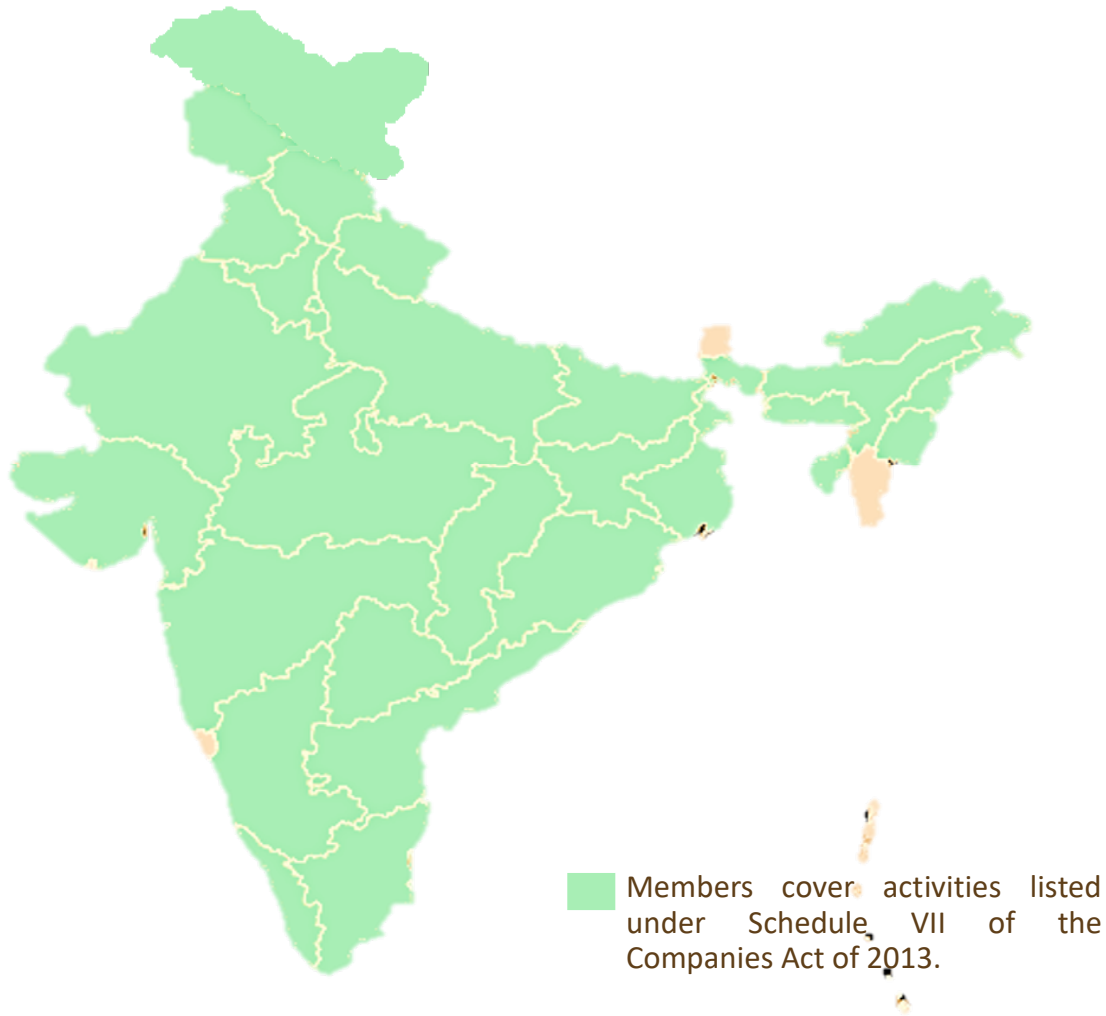 Members cover activities listed
under Schedule VII of the
Companies Act of 2013.